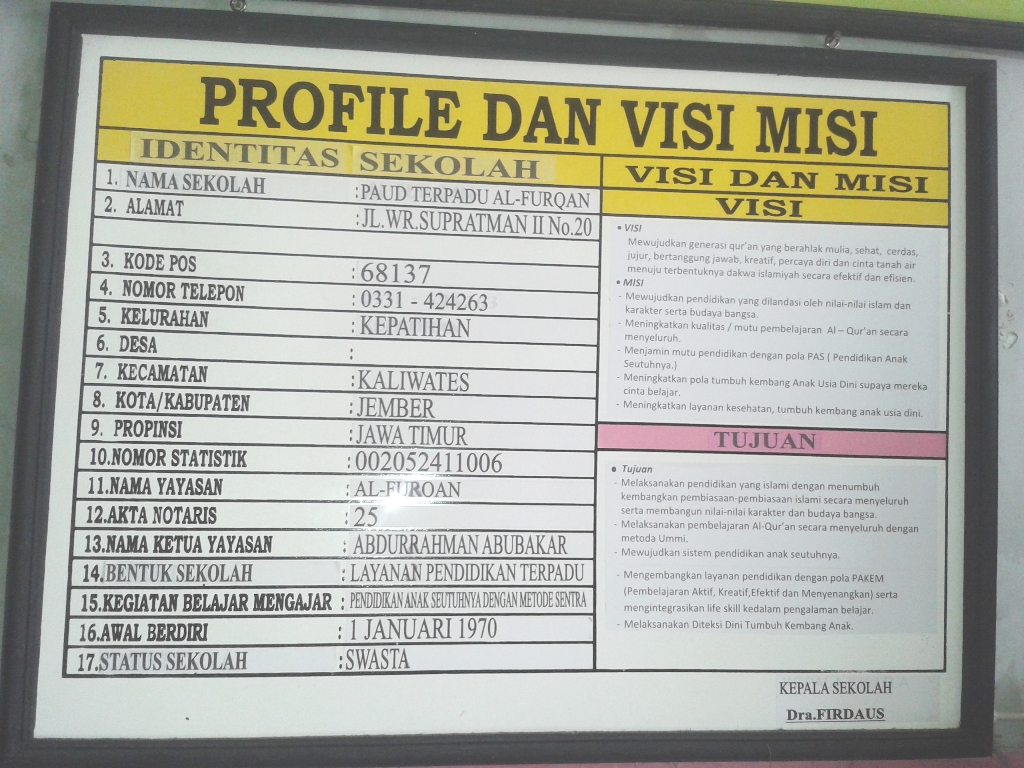 PROFILE DAN VISI MISI
IDENTITAS SEKOLAH
1. NAMA SEKOLAH :PAUD TERPADU AL-FURQAN
2. ALAMAT :JL.WR.SUPRATMAN II No.20
3. KODE POS :68137
4. NOMOR TELEPON :0331 - 424263
5. KELURAHAN :KEPATIHAN
6. DESA :
7. KECAMATAN :KALIWATES
8. KOTA/KABUPATEN :JEMBER
9. PROPINSI :JAWA TIMUR
10.NOMOR STATISTIK :002052411006
11.NAMA YAYASAN :AL-FURQAN
12.AKTA NOTARIS :25
13.NAMA KETUA YAYASAN : ABDURRAHMAN ABUBAKAR
14.BENTUK SEKOLAH : LAYANAN PENDIDIKAN TERPADU
15.KEGIATAN BELAJAR MENGAJAR : PENDIDIKAN ANAK SEUTUHNYA DENGAN METODE SENTRA
16.AWAL BERDIRI : 1 JANUARI 1970
17.STATUS SEKOLAH :SWASTA
VISI DAN MISI
VISI
• VISI
Mewujudkan generasi qur'an yang berahlak mulia, sehat, cerdas,
jujur, bertanggung jawab, kreatif, percaya diri dan cinta tanah air
menuju terbentuknya dakwa islamiyah secara efektif dan efisien.
• MISI
- Mewujudkan pendidikan yang dilandasi oleh nilai-nilai islam dan
karakter serta budaya bangsa.
- Meningkatkan kualitas / mutu pembelajaran Al – Qur'an secara
menyeluruh.
- Menjamin mutu pendidikan dengan pola PAS ( Pendidikan Anak
Seutuhnya.)
- Meningkatkan pola tumbuh kembang Anak Usia Dini supaya mereka
cinta belajar.
- Meningkatkan layanan kesehatan, tumbuh kembang anak usia dini.
TUJUAN
• Tujuan
- Melaksanakan pendidikan yang islami dengan menumbuh
kembangkan pembiasaan-pembiasaan islami secara menyeluruh
serta membangun nilai-nilai karakter dan budaya bangsa.
- Melaksanakan pembelajaran Al-Qur'an secara menyeluruh dengan
metoda Ummi.
- Mewujudkan sistem pendidikan anak seutuhnya.
- Mengembangkan layanan pendidikan dengan pola PAKEM
(Pembelajaran Aktif, Kreatif,Efektif dan Menyenangkan) serta
mengintegrasikan life skill kedalam pengalaman belajar.
- Melaksanakan Diteksi Dini Tumbuh Kembang Anak.
KEPALA SEKOLAH
Dra.FIRDAUS